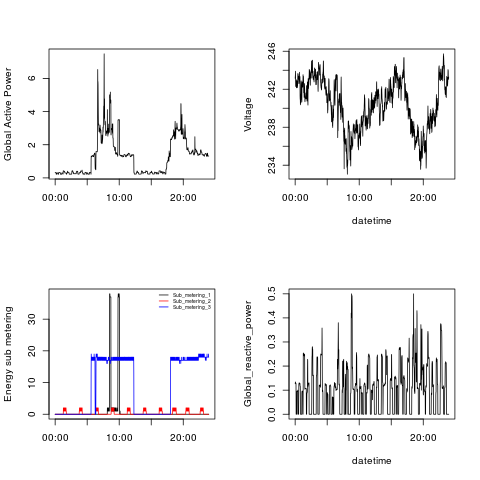 Global Active Power
0 2 4 6
00:00 10:00 20:00
Voltage
234 238 242 246
00:00 10:00 20:00
datetime
Energy sub metering
0 10 20 30
Sub_metering_1
Sub_metering_2
Sub_metering_3
00:00 10:00 20:00
Global_reactive_power
0.0 0.1 0.2 0.3 0.4 0.5
00:00 10:00 20:00
datetime